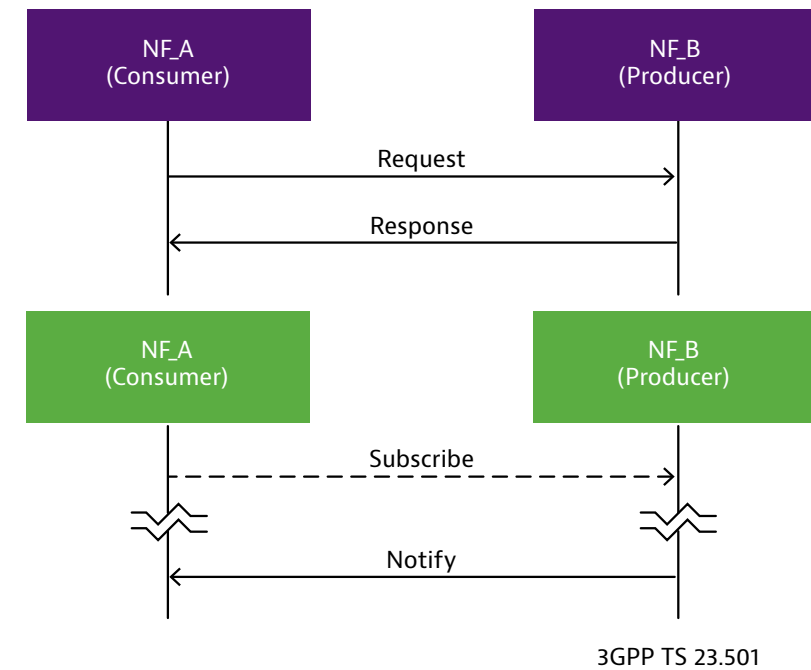 NF_A
(Consumer)
NF_B
(Producer)
Request
Response
NF_A
(Consumer)
NF_B
(Producer)
Subscribe
Notify
3GPP TS 23.501